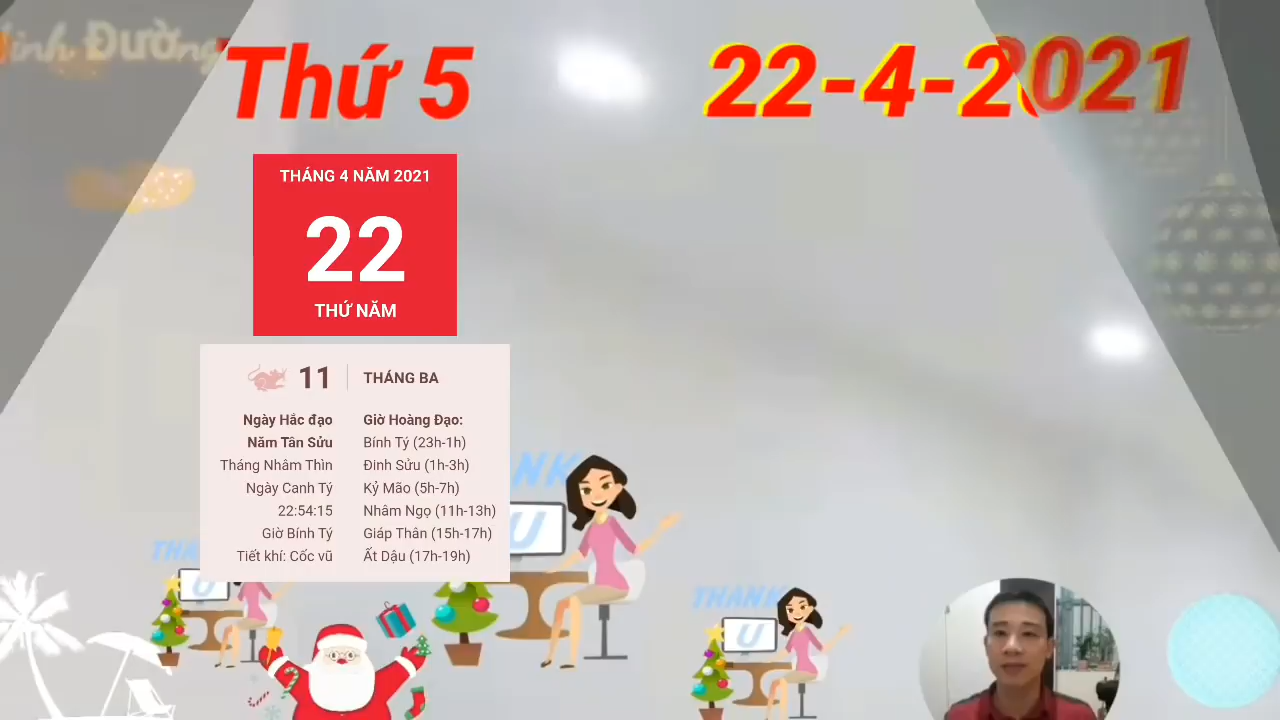 Đường
Thứ 5
22-4-2021
THÁNG 4 NĂM 2021
22
THỨ NĂM
11 THÁNG BA
Ngày Hắc đạo
Năm Tân Sửu
Tháng Nhâm Thìn
Ngày Canh Tý
22:54:15
Giờ Bính Tý
Tiết khí: Cốc vũ
Giờ Hoàng Đạo:
Bính Tý (23h-1h)
Đinh Sửu (1h-3h)
Kỷ Mão (5h-7h)
Nhâm Ngọ (11h-13h)
Giáp Thân (15h-17h)
Ất Dậu (17h-19h)
U
U
THANK
U